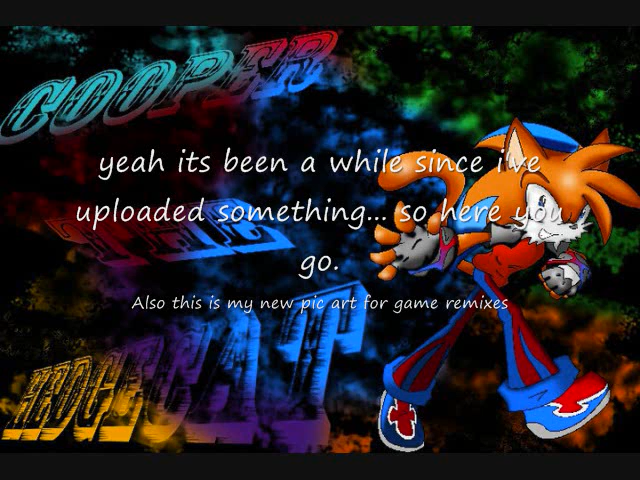 COOPER
yeah its been a while since i've
uploaded something... so here you
THE
go.
Also this is my new pic art for game remixes
HEDGECAT